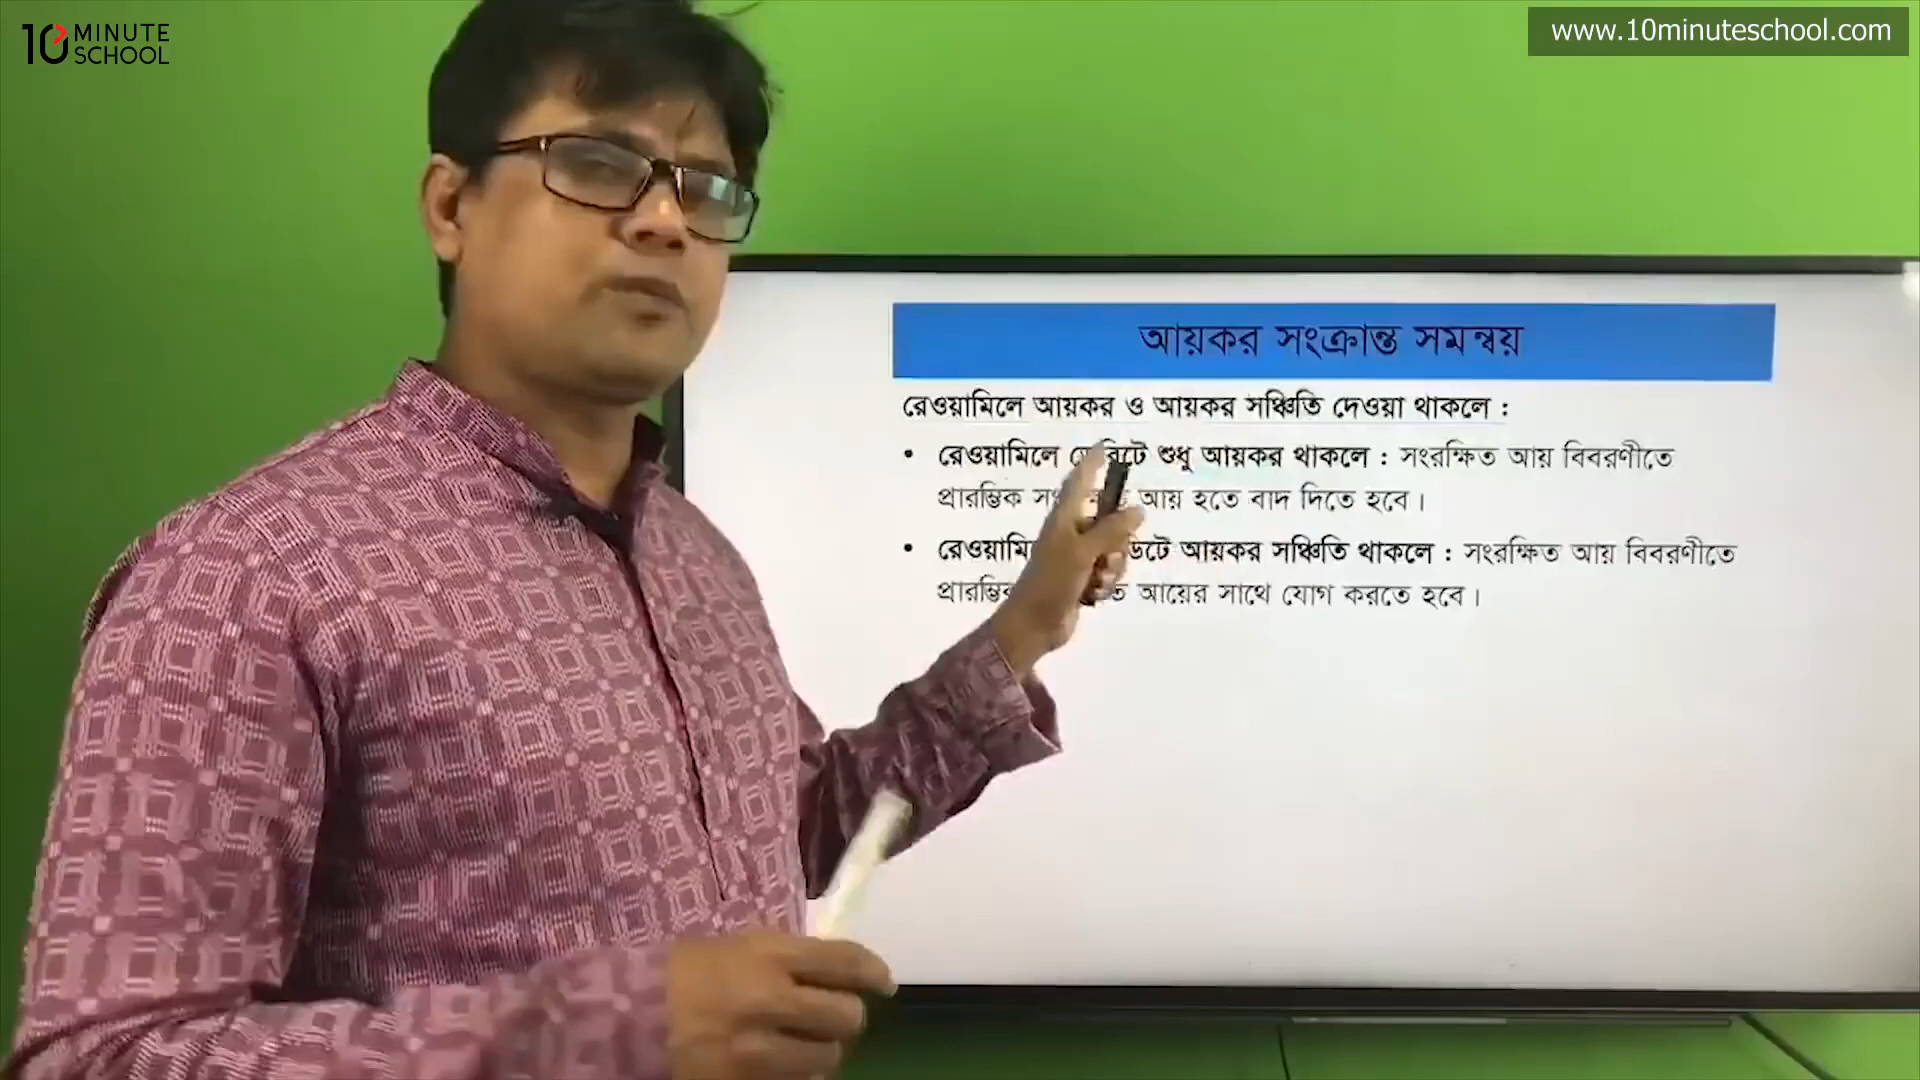 10 MINUTE SCHOOL
www.10minuteschool.com
আয়কর সংক্রান্ত সমন্বয়
রেওয়ামিলে আয়কর ও আয়কর সঞ্চিতি দেওয়া থাকলে :
• রেওয়ামিলে শুধু আয়কর থাকলে : সংরক্ষিত আয় বিবরণীতে
প্রারম্ভিক আয় হতে বাদ দিতে হবে।
• আয়কর সঞ্চিতি থাকলে : সংরক্ষিত আয় বিবরণীতে
আয়ের সাথে যোগ করতে হবে।